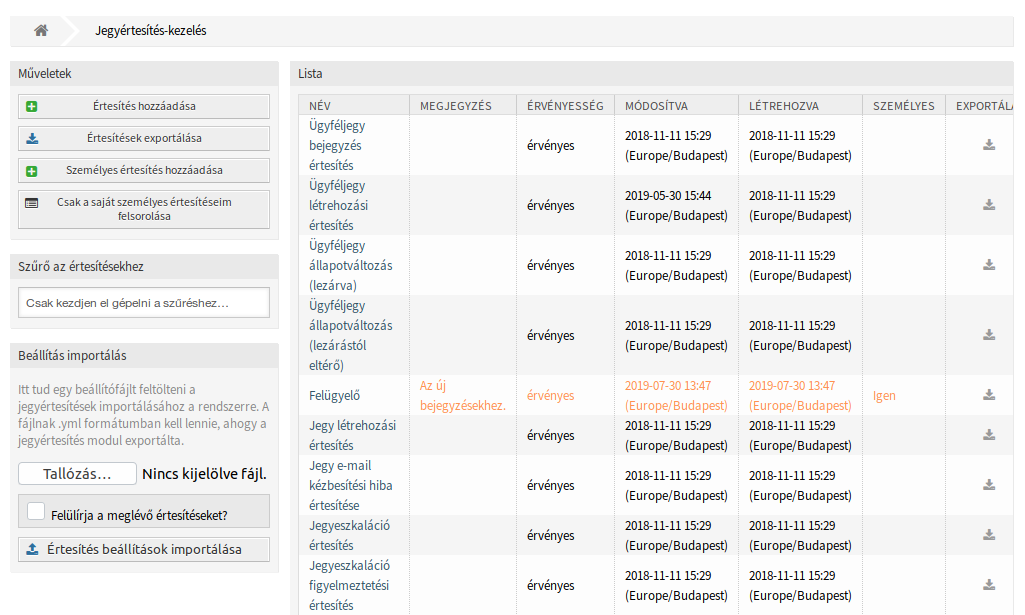 Jegyértesítés-kezelés
Műveletek
Értesítés hozzáadása
Értesítések exportálása
Személyes értesítés hozzáadása
Csak a saját személyes értesítéseim
felsorolása
Szűrő az értesítésekhez
Csak kezdjen el gépelni a szűréshez…
Beállítás importálás
Itt tud egy beállítófájlt feltölteni a
jegyértesítések importálásához a rendszerre. A
fájlnak .yml formátumban kell lennie, ahogy a
jegyértesítés modul exportálta.
Tallózás… Nincs kijelölve fájl.
Felülírja a meglévő értesítéseket?
Értesítés beállítások importálása
Lista
NÉV MEGJEGYZÉS ÉRVÉNYESSÉG MÓDOSÍTVA LÉTREHOZVA SZEMÉLYES EXPORTÁLÁ
Ügyféljegy
bejegyzés
értesítés
érvényes
2018-11-11 15:29
(Europe/Budapest)
2018-11-11 15:29
(Europe/Budapest)
Ügyféljegy
létrehozási
értesítés
érvényes
2019-05-30 15:44
(Europe/Budapest)
2018-11-11 15:29
(Europe/Budapest)
Ügyféljegy
állapotváltozás
(lezárva)
érvényes
2018-11-11 15:29
(Europe/Budapest)
2018-11-11 15:29
(Europe/Budapest)
Ügyféljegy
állapotváltozás
(lezárástól
eltérő)
érvényes
2018-11-11 15:29
(Europe/Budapest)
2018-11-11 15:29
(Europe/Budapest)
Felügyelő
Az új
bejegyzésekhez.
érvényes
2019-07-30 13:47
(Europe/Budapest)
2019-07-30 13:47
(Europe/Budapest)
Igen
Jegy létrehozási
értesítés
érvényes
2018-11-11 15:29
(Europe/Budapest)
2018-11-11 15:29
(Europe/Budapest)
Jegy e-mail
kézbesítési hiba
értesítése
érvényes
2018-11-11 15:29
(Europe/Budapest)
2018-11-11 15:29
(Europe/Budapest)
Jegyeszkaláció
értesítés
érvényes
2018-11-11 15:29
(Europe/Budapest)
2018-11-11 15:29
(Europe/Budapest)
Jegyeszkaláció
figyelmeztetési
értesítés
érvényes
2018-11-11 15:29
(Europe/Budapest)
2018-11-11 15:29
(Europe/Budapest)